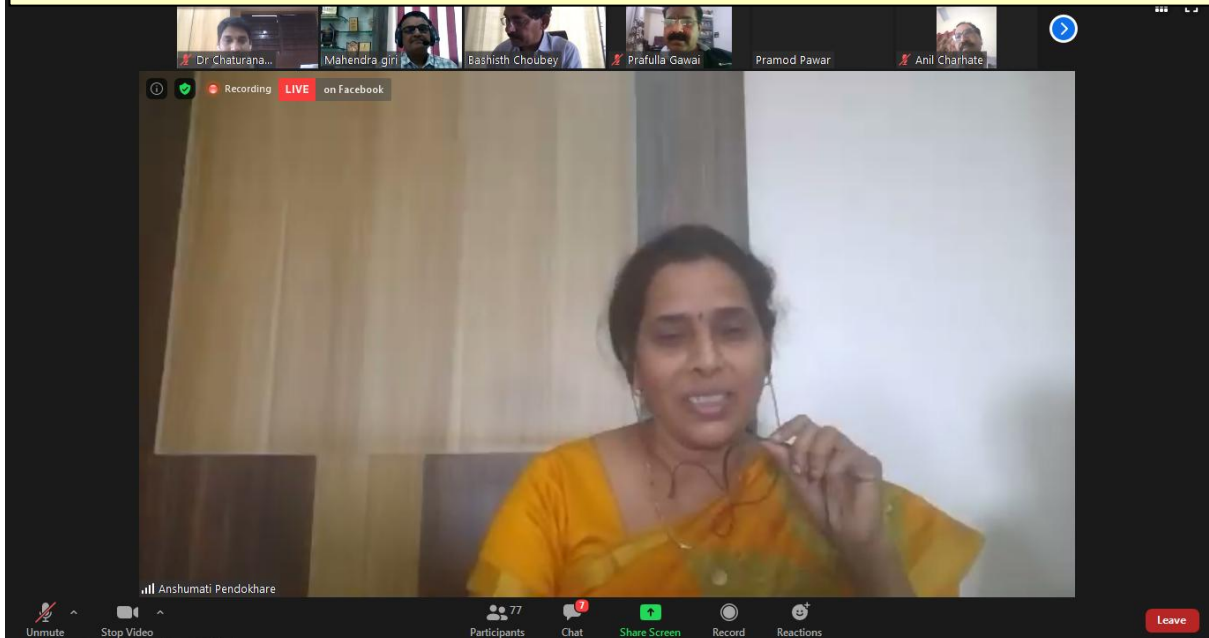 Dr Chaturana...
Mahendra giri
Bashisth Choubey
Prafulla Gawai
Pramod Pawar
Anil Charhate
Recording LIVE on Facebook
Anshumati Pendokhare
Unmute
Stop Video
77
Participants
7
Chat
Share Screen
Record
Reactions
Leave